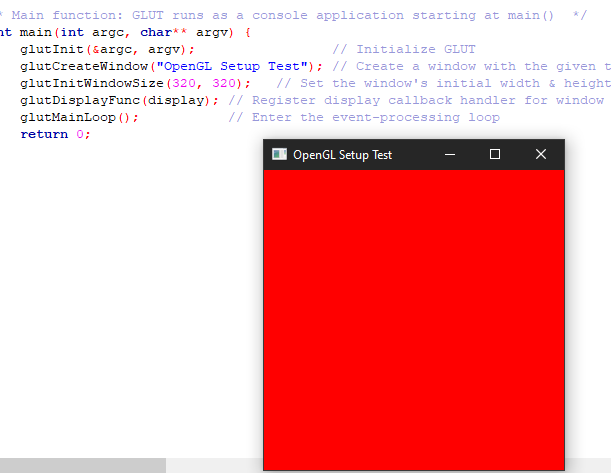 * Main function: GLUT runs as a console application starting at main()  */
nt main(int argc, char** argv) {
glutInit(&argc, argv);                 // Initialize GLUT
glutCreateWindow("OpenGL Setup Test"); // Create a window with the given t
glutInitWindowSize(320, 320);   // Set the window's initial width & height
glutDisplayFunc(display); // Register display callback handler for window
glutMainLoop();           // Enter the event-processing loop
return 0;
OpenGL Setup Test